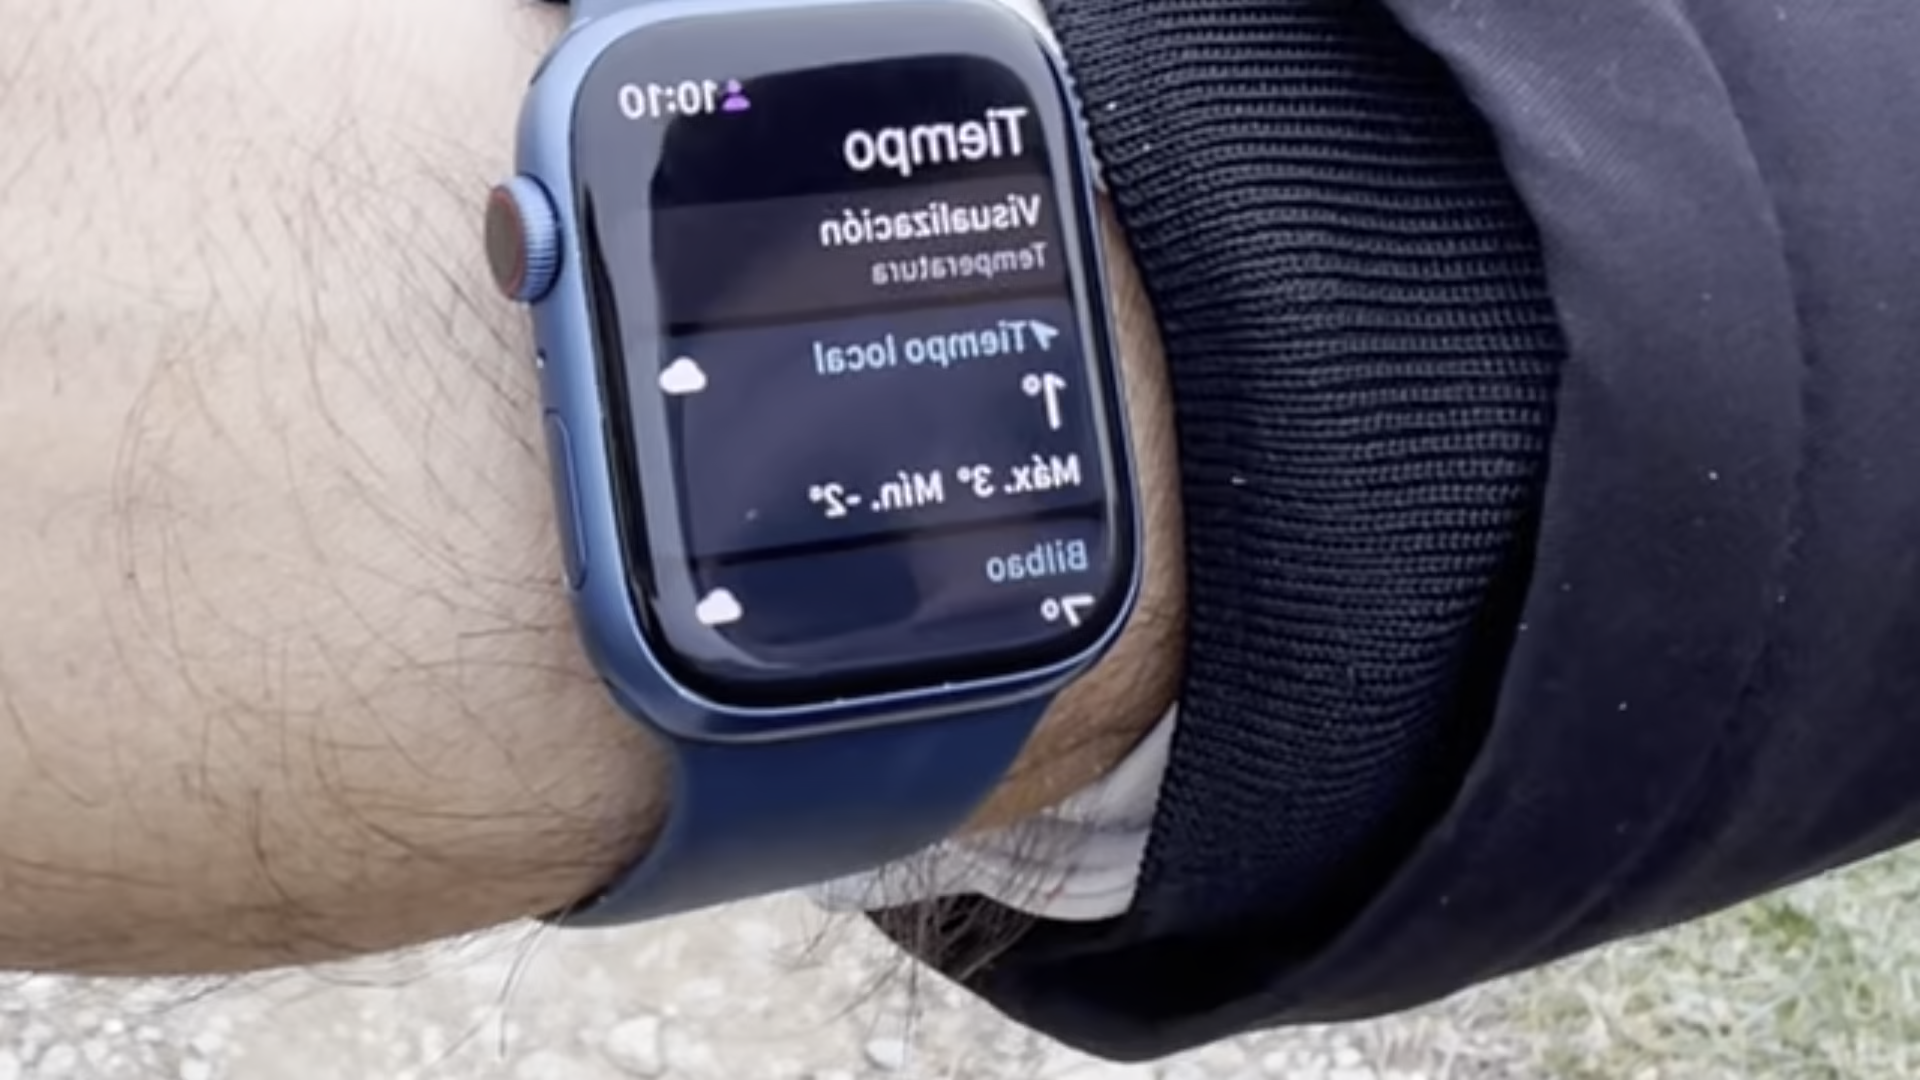 10:10
Tiempo
Visualización
Temperatura
Tiempo local
1°
Máx. 3° Mín. -2°
Bilbao
7°